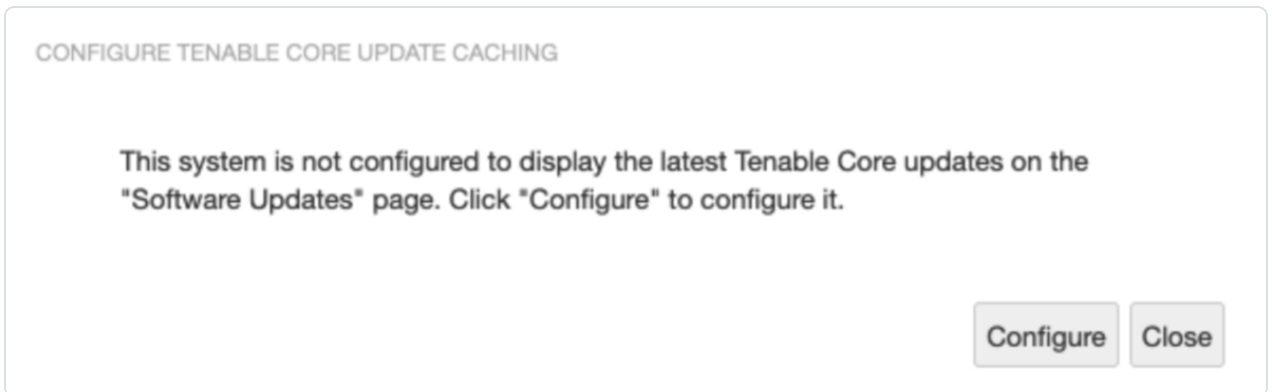 CONFIGURE TENABLE CORE UPDATE CACHING
This system is not configured to display the latest Tenable Core updates on the
"Software Updates" page. Click "Configure" to configure it.
Configure Close